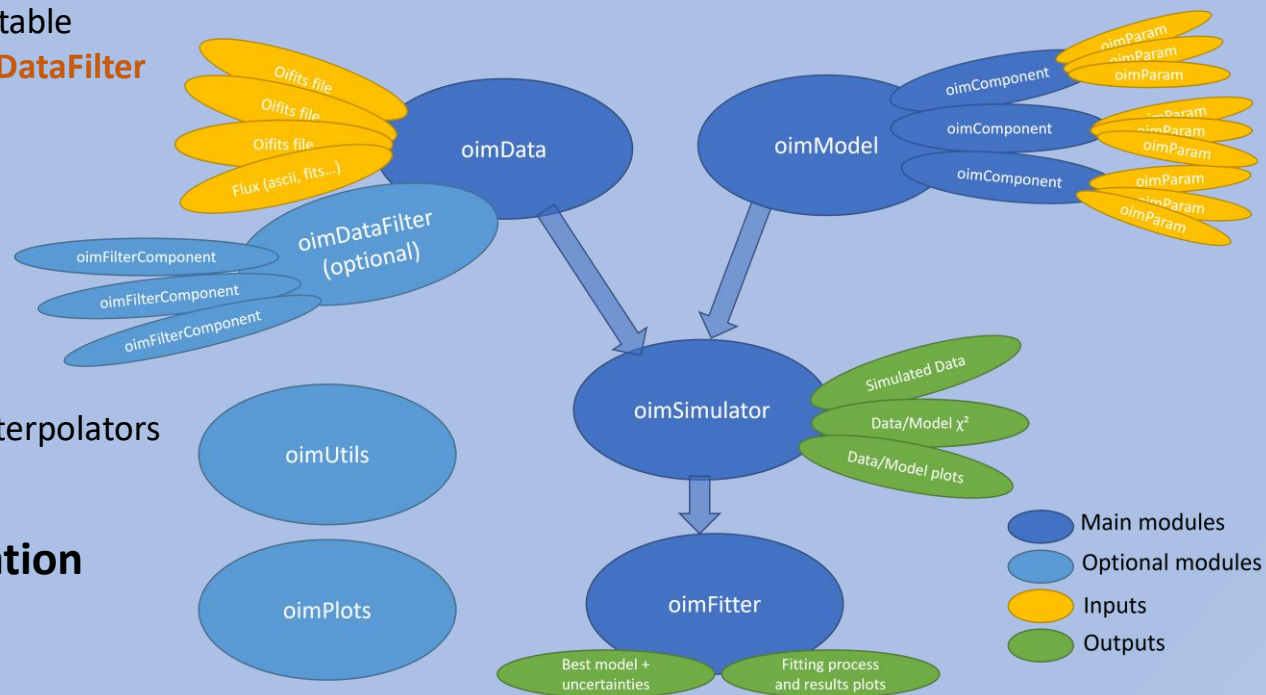 table
DataFilter
terpolators
ation
Oifits file
Oifits file
Oifits file
Flux (ascii, fits...)
oimData
oimDataFilter
(optional)
oimFilterComponent
oimFilterComponent
oimFilterComponent
oimModel
oimComponent
oimComponent
oimComponent
oimParam
oimParam
oimParam
oimParam
oimParam
oimParam
oimParam
oimParam
oimSimulator
Simulated Data
Data/Model χ²
Data/Model plots
oimUtils
oimPlots
oimFitter
Best model +
uncertainties
Fitting process
and results plots
Main modules
Optional modules
Inputs
Outputs